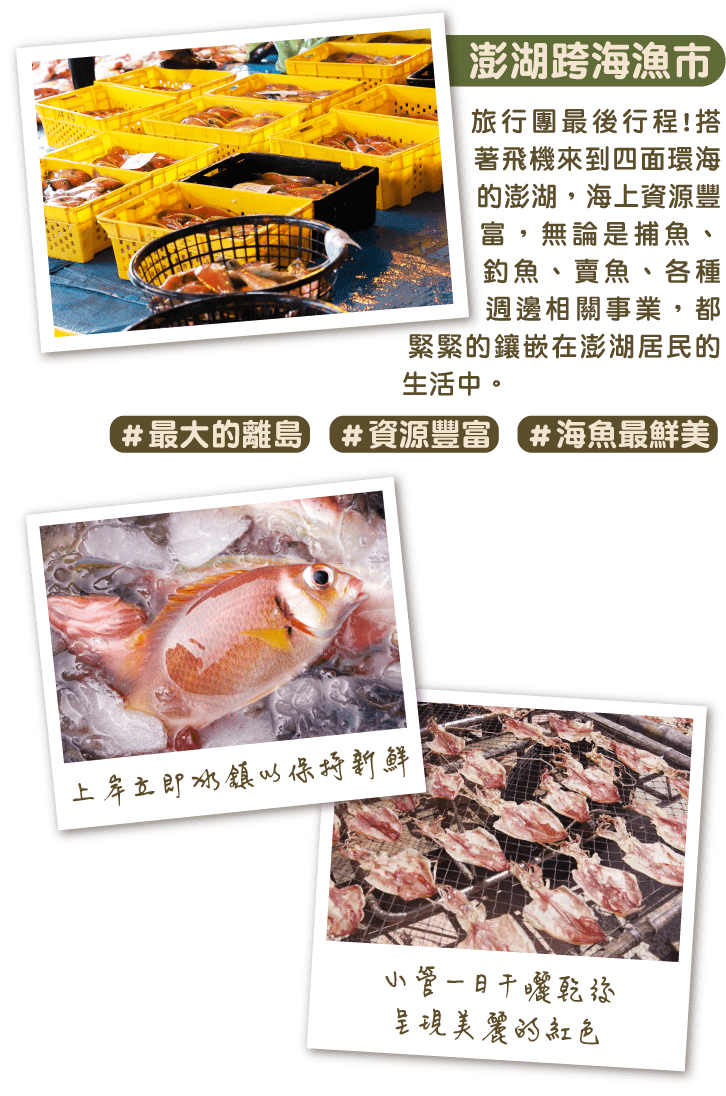 澎湖跨海漁市
旅行團最後行程!搭
著飛機來到四面環海
的澎湖，海上資源豐
富，無論是捕魚、
釣魚、賣魚、各種
週邊相關事業，都
緊緊的鑲嵌在澎湖居民的
生活中。
#最大的離島 #資源豐富 #海魚最鮮美
上岸立即冰鎮以保持新鮮
小管一日干曬乾後
呈現美麗的紅色